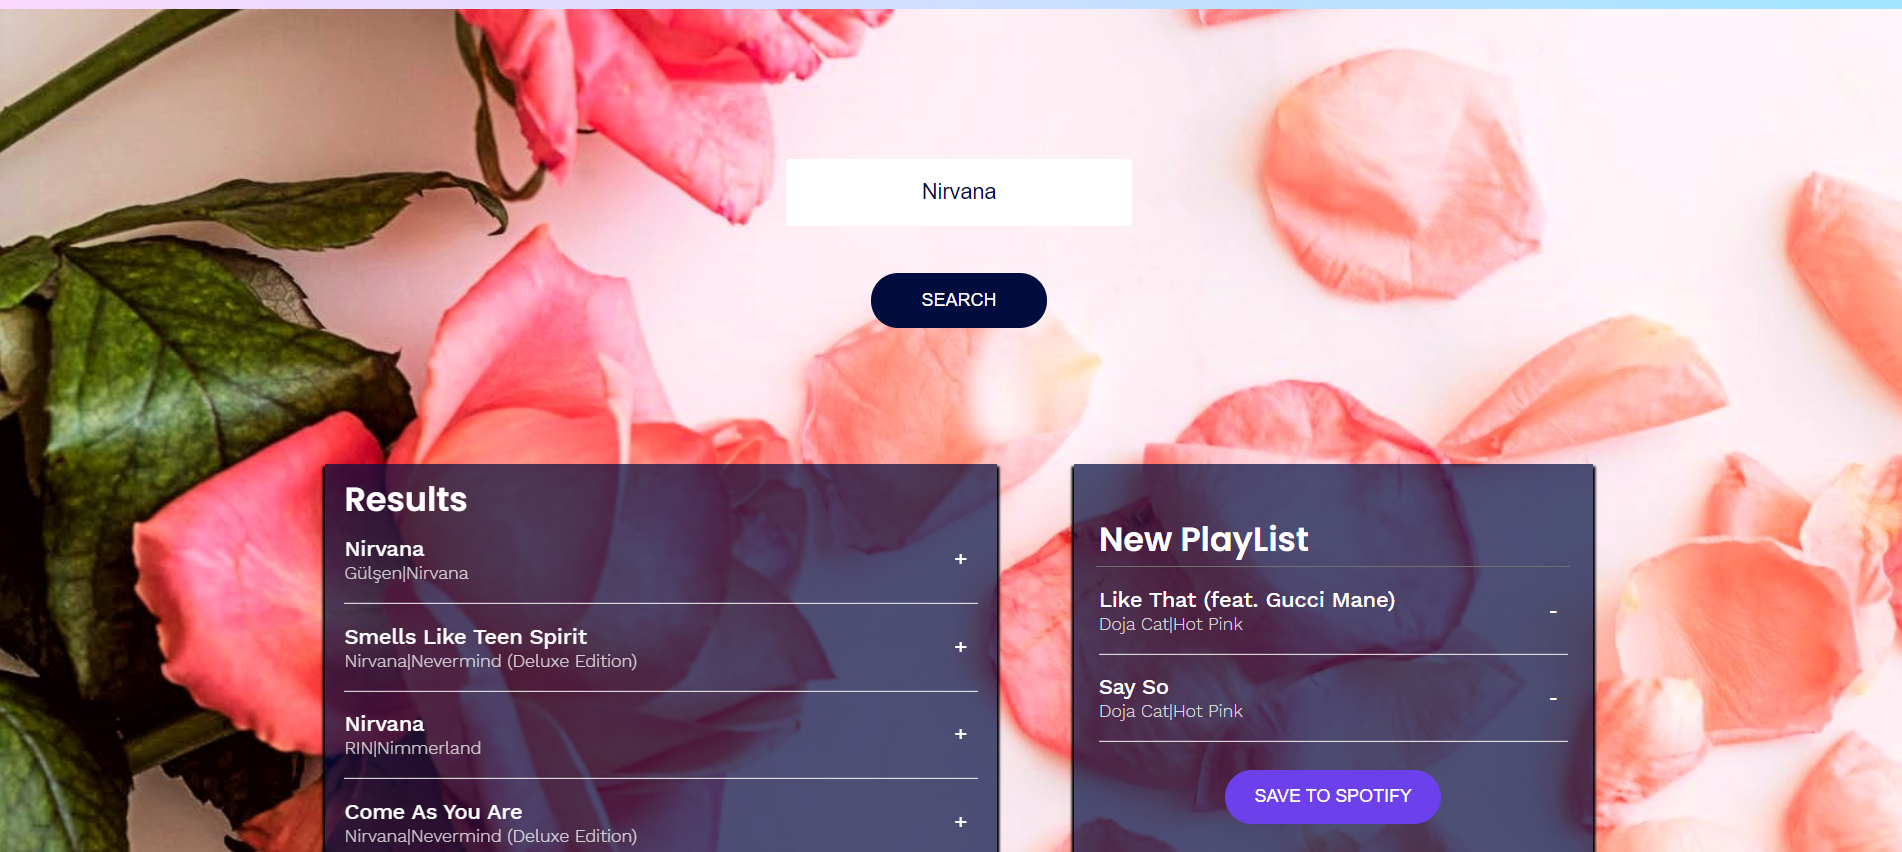 Nirvana
SEARCH
Results
Nirvana
+
Gülşen|Nirvana
Smells Like Teen Spirit
+
Nirvana|Nevermind (Deluxe Edition)
Nirvana
+
RIN|Nimmerland
Come As You Are
+
Nirvana|Nevermind (Deluxe Edition)
New PlayList
Like That (feat. Gucci Mane)
-
Doja Cat|Hot Pink
Say So
-
Doja Cat|Hot Pink
SAVE TO SPOTIFY